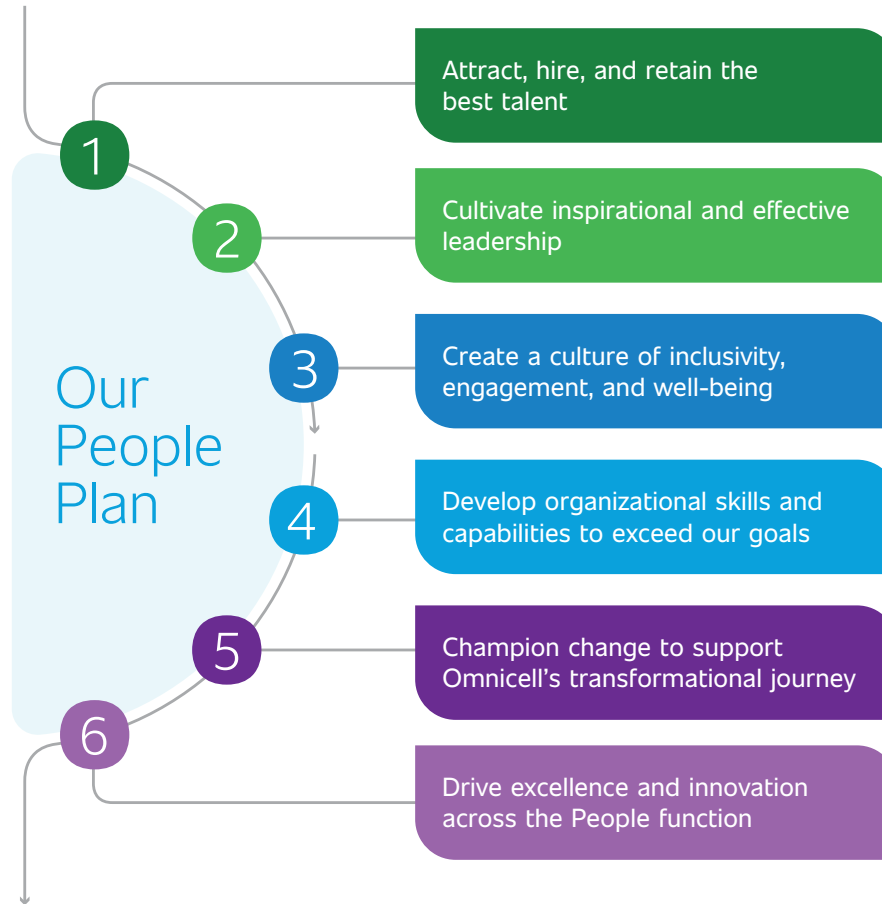 Our
People
Plan
1
Attract, hire, and retain the
best talent
2
Cultivate inspirational and effective
leadership
3
Create a culture of inclusivity,
engagement, and well-being
4
Develop organizational skills and
capabilities to exceed our goals
5
Champion change to support
Omnicell’s transformational journey
6
Drive excellence and innovation
across the People function